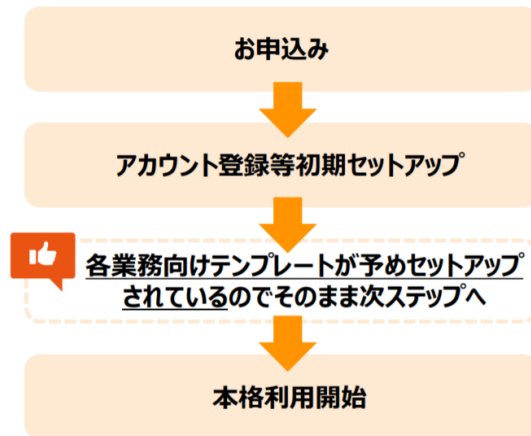 お申込み
アカウント登録等初期セットアップ
各業務向けテンプレートが予めセットアップ
されているのでそのまま次ステップへ
本格利用開始